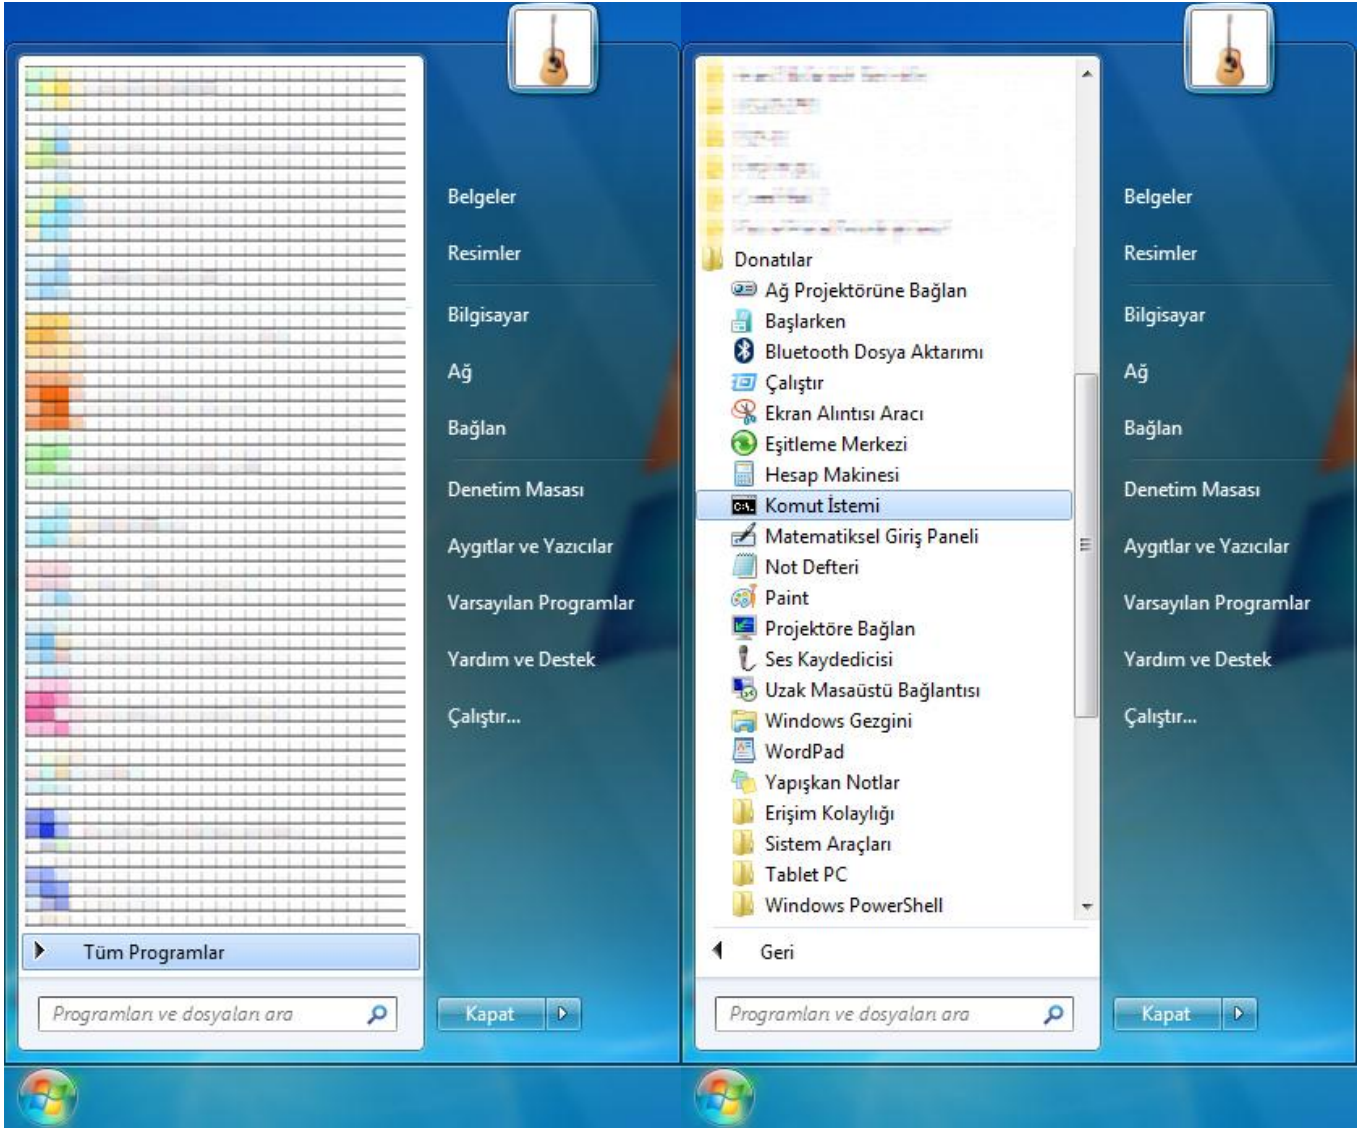 Belgeler
Resimler
Bilgisayar
Ağ
Bağlan
Denetim Masası
Aygıtlar ve Yazıcılar
Varsayılan Programlar
Yardım ve Destek
Çalıştır...
Tüm Programlar
Programları ve dosyaları ara
Kapat
Donatılar
Ağ Projektörüne Bağlan
Başlarken
Bluetooth Dosya Aktarımı
Çalıştır
Ekran Alıntısı Aracı
Eşitleme Merkezi
Hesap Makinesi
C:\.
Komut İstemi
Matematiksel Giriş Paneli
Not Defteri
Paint
Projektöre Bağlan
Ses Kaydedicisi
Uzak Masaüstü Bağlantısı
Windows Gezgini
WordPad
Yapışkan Notlar
Erişim Kolaylığı
Sistem Araçları
Tablet PC
Windows PowerShell
Geri
Programları ve dosyaları ara
Belgeler
Resimler
Bilgisayar
Ağ
Bağlan
Denetim Masası
Aygıtlar ve Yazıcılar
Varsayılan Programlar
Yardım ve Destek
Çalıştır...
Kapat